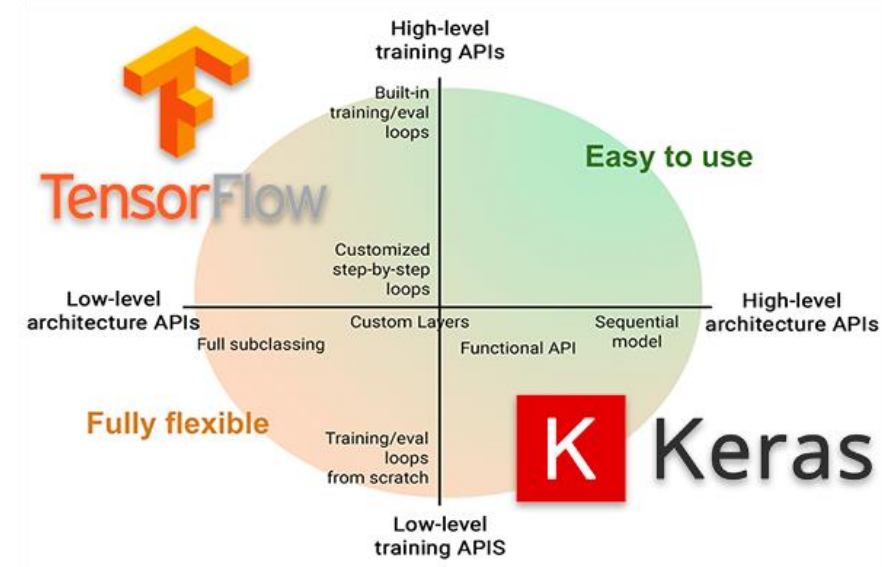 High-level
training APIs
Built-in
training/eval
loops
Easy to use
TensorFlow
Customized
step-by-step
loops
Low-level
architecture APIs
High-level
architecture APIs
Custom Layers
Sequential
model
Full subclassing
Functional API
Fully flexible
Training/eval
loops
from scratch
K Keras
Low-level
training APIS